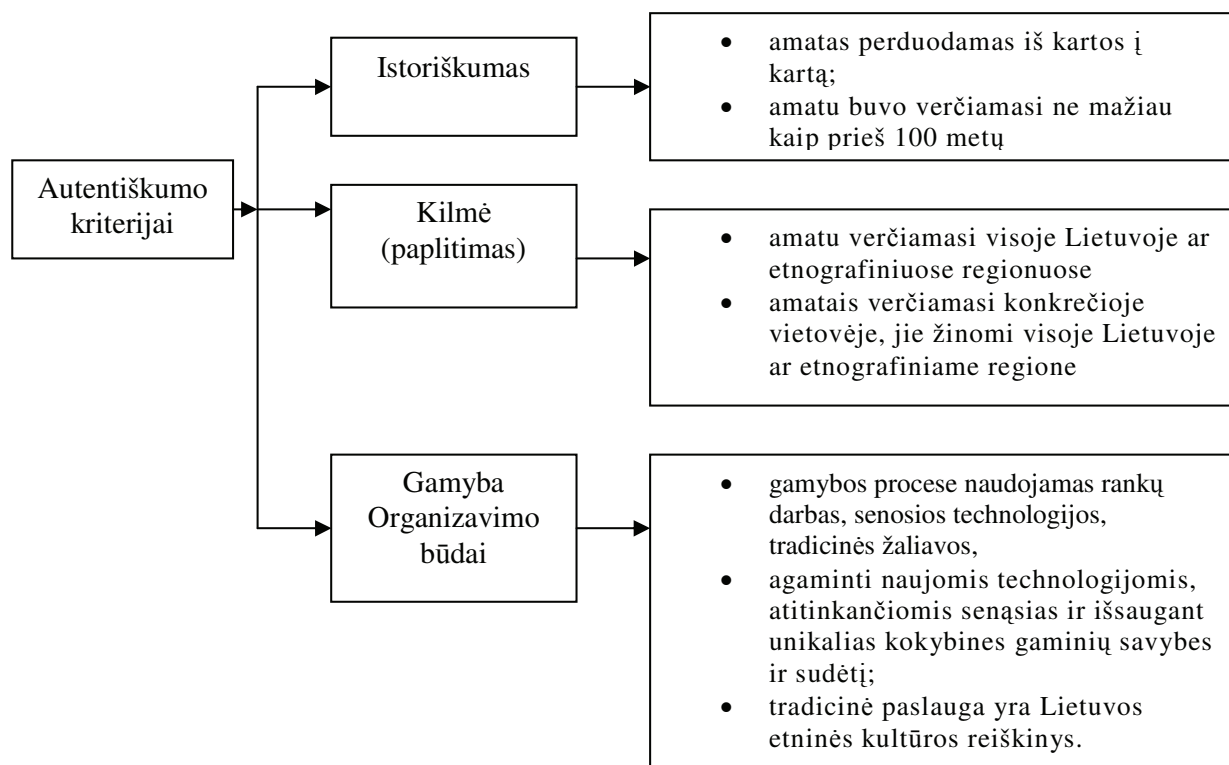 Autentiškumo
kriterijai
Istoriškumas
• amatas perduodamas iš kartos į
kartą;
• amatu buvo verčiamasi ne mažiau
kaip prieš 100 metų
Kilmė
(paplitimas)
• amatu verčiamasi visoje Lietuvoje ar
etnografiniuose regionuose
• amatais verčiamasi konkrečioje
vietovėje, jie žinomi visoje Lietuvoje
ar etnografiniame regione
Gamyba
Organizavimo
būdai
• gamybos procese naudojamas rankų
darbas, senosios technologijos,
tradicinės žaliavos,
• agaminti naujomis technologijomis,
atitinkančiomis senąsias ir išsaugant
unikalias kokybines gaminių savybes
ir sudėtį;
• tradicinė paslauga yra Lietuvos
etninės kultūros reiškinys.